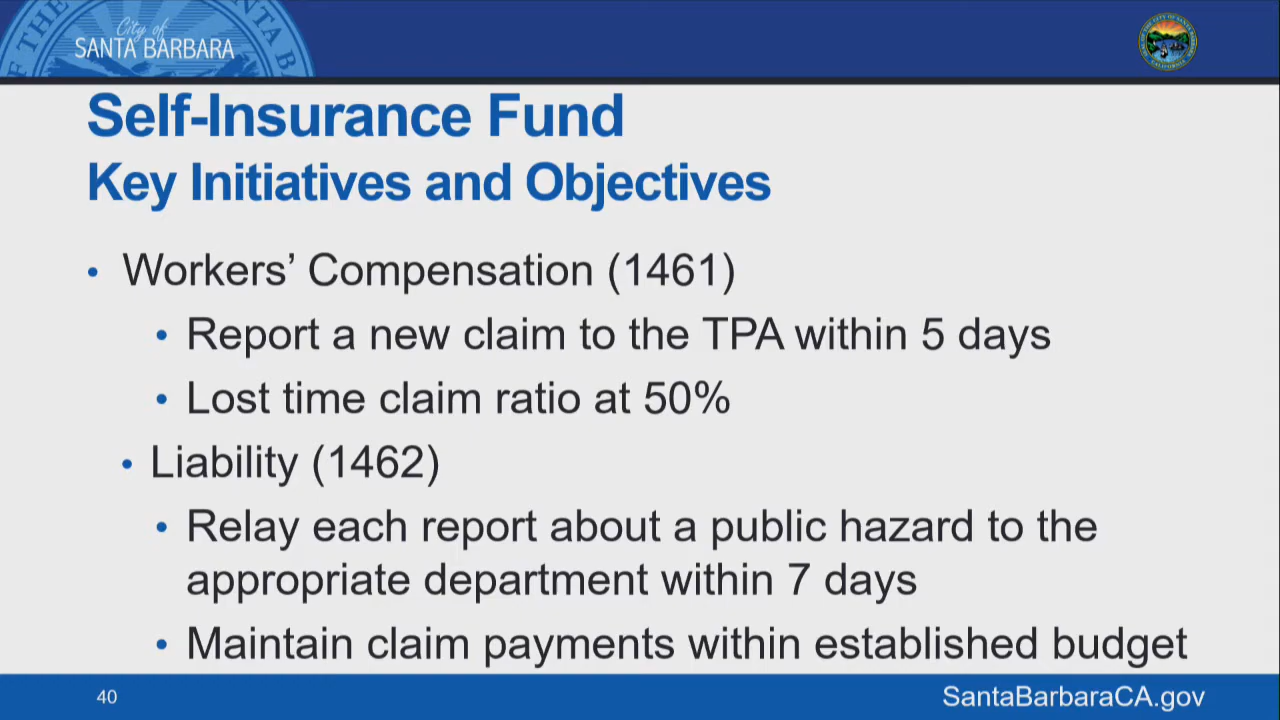 City of
SANTA BARBARA
Self-Insurance Fund
Key Initiatives and Objectives
• Workers’ Compensation (1461)
• Report a new claim to the TPA within 5 days
• Lost time claim ratio at 50%
• Liability (1462)
• Relay each report about a public hazard to the
appropriate department within 7 days
• Maintain claim payments within established budget
40
SantaBarbaraCA.gov